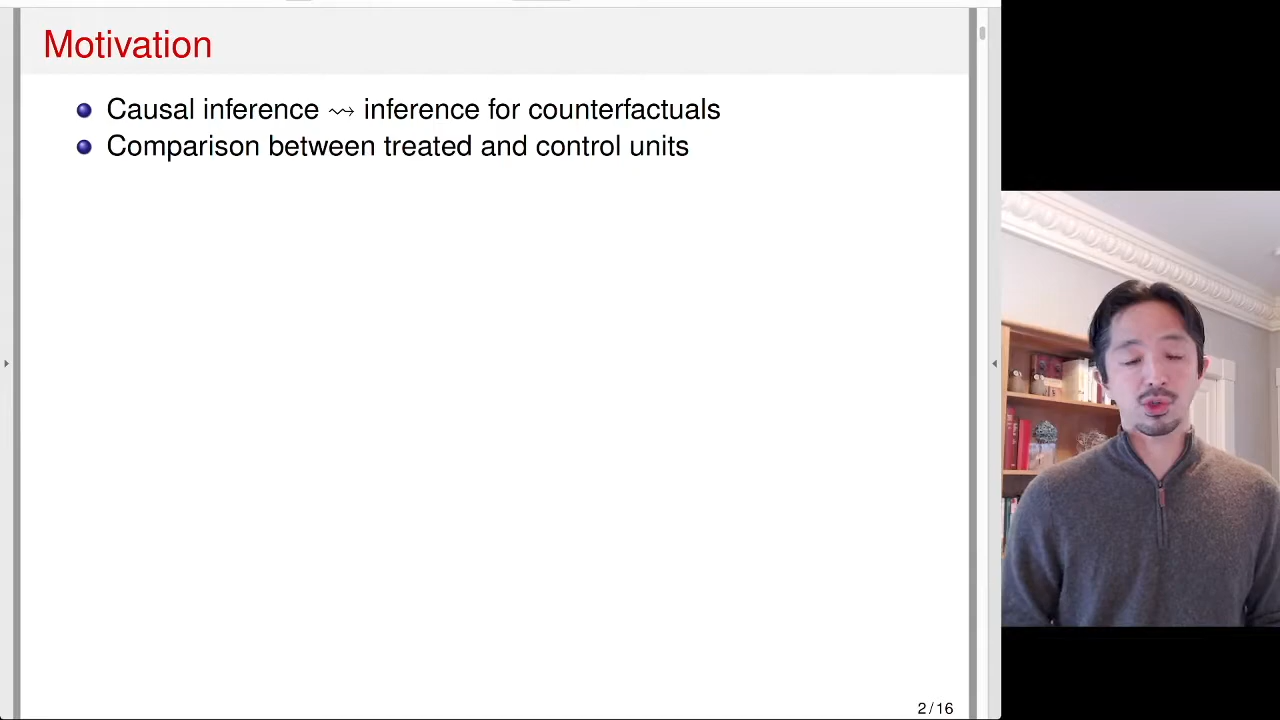 Motivation
Causal inference ⇝ inference for counterfactuals
Comparison between treated and control units
2 / 16